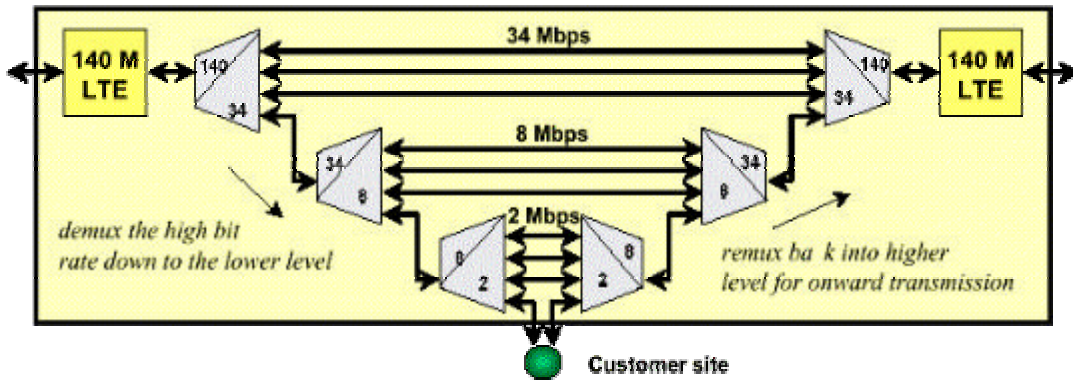 34 Mbps
140 M
LTE
140
34
140
34
140 M
LTE
8 Mbps
34
8
34
8
2 Mbps
8
2
8
2
demux the high bit
rate down to the lower level
remux ba k into higher
level for onward transmission
Customer site